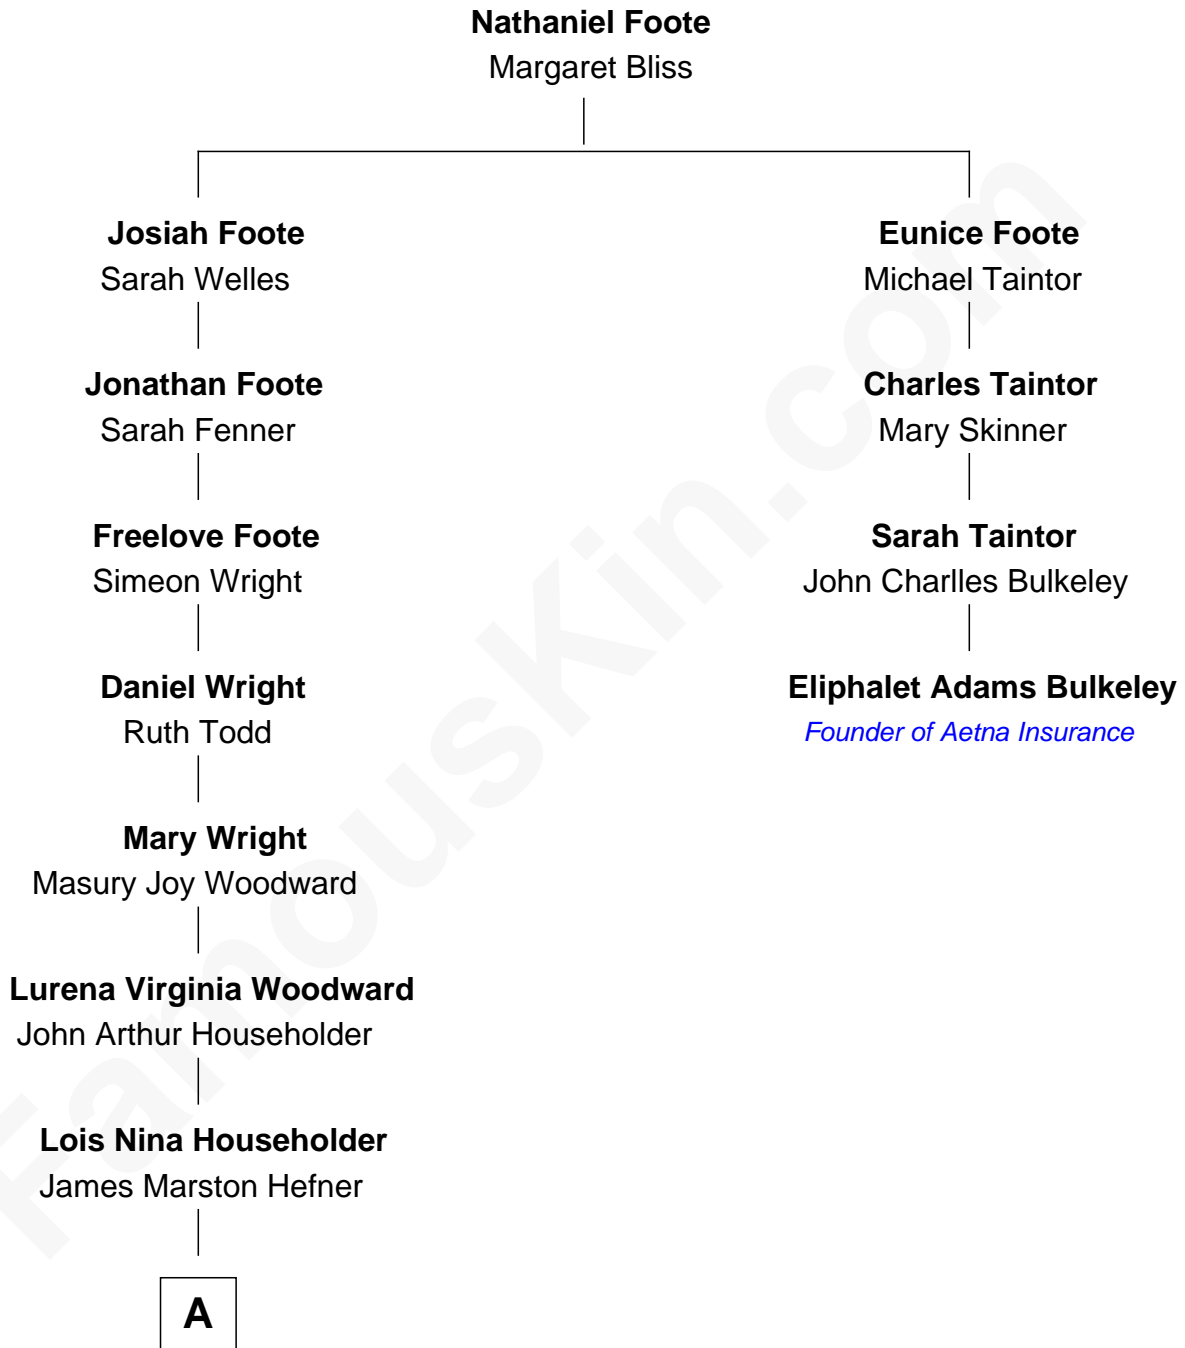 Nathaniel Foote
Margaret Bliss
Josiah Foote
Sarah Welles
Eunice Foote
Michael Taintor
Jonathan Foote
Sarah Fenner
Charles Taintor
Mary Skinner
Freelove Foote
Simeon Wright
Sarah Taintor
John Charlles Bulkeley
Daniel Wright
Ruth Todd
Eliphalet Adams Bulkeley
Founder of Aetna Insurance
Mary Wright
Masury Joy Woodward
Lurena Virginia Woodward
John Arthur Householder
Lois Nina Householder
James Marston Hefner
A
FamousKin.com